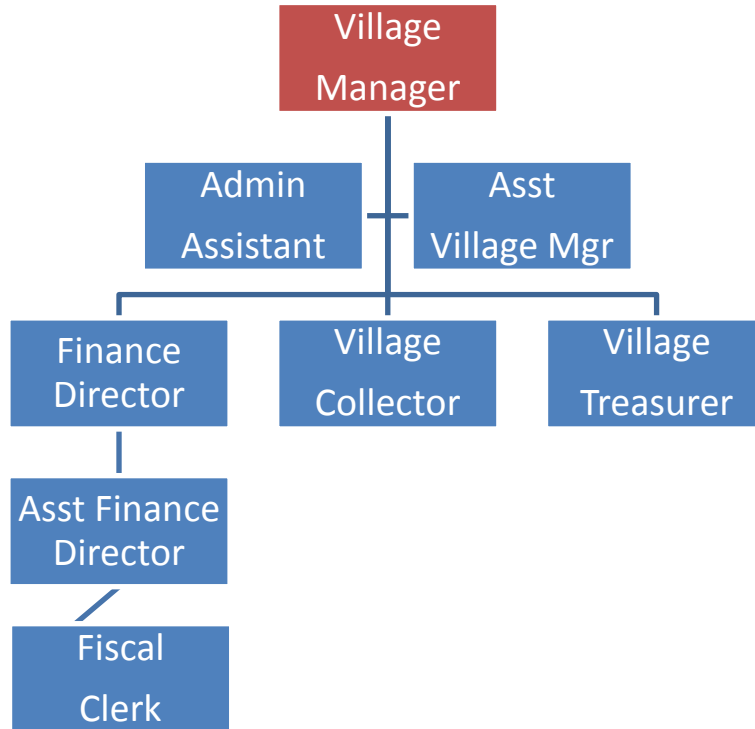 Village
Manager
Admin
Assistant
Asst
Village Mgr
Finance
Director
Village
Collector
Village
Treasurer
Asst Finance
Director
Fiscal
Clerk